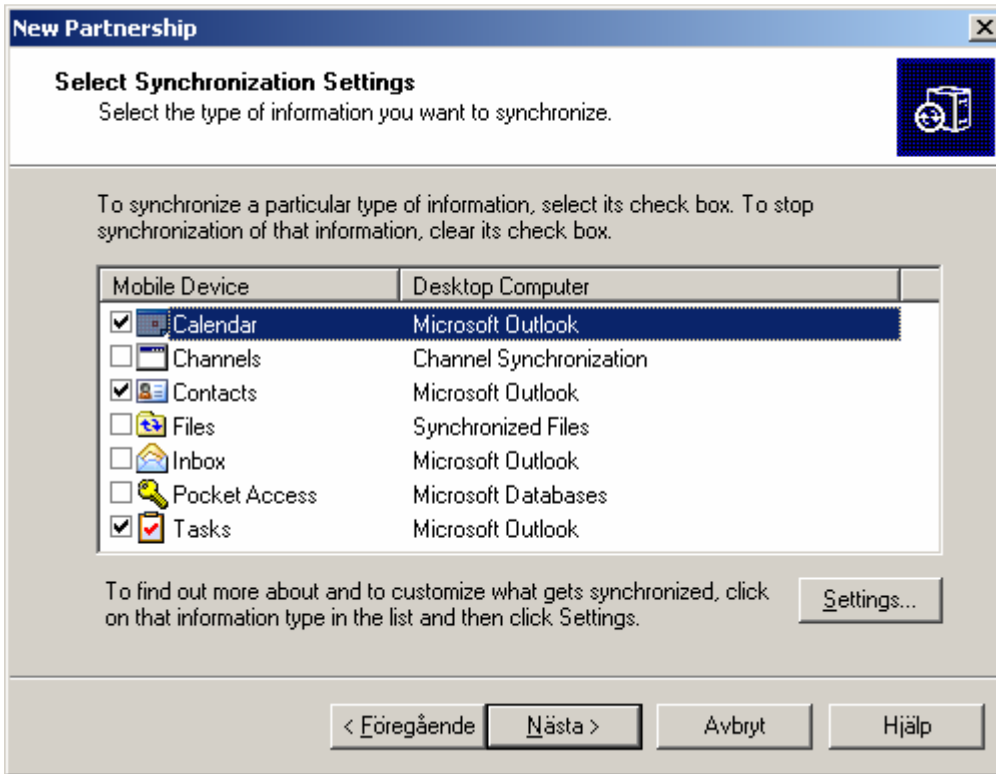 New Partnership
Select Synchronization Settings
Select the type of information you want to synchronize.
To synchronize a particular type of information, select its check box. To stop
synchronization of that information, clear its check box.
Mobile Device Desktop Computer
Calendar Microsoft Outlook
Channels Channel Synchronization
Contacts Microsoft Outlook
Files Synchronized Files
Inbox Microsoft Outlook
Pocket Access Microsoft Databases
Tasks Microsoft Outlook
To find out more about and to customize what gets synchronized, click
on that information type in the list and then click Settings.
Settings...
< Föregående Nästa > Avbryt Hjälp